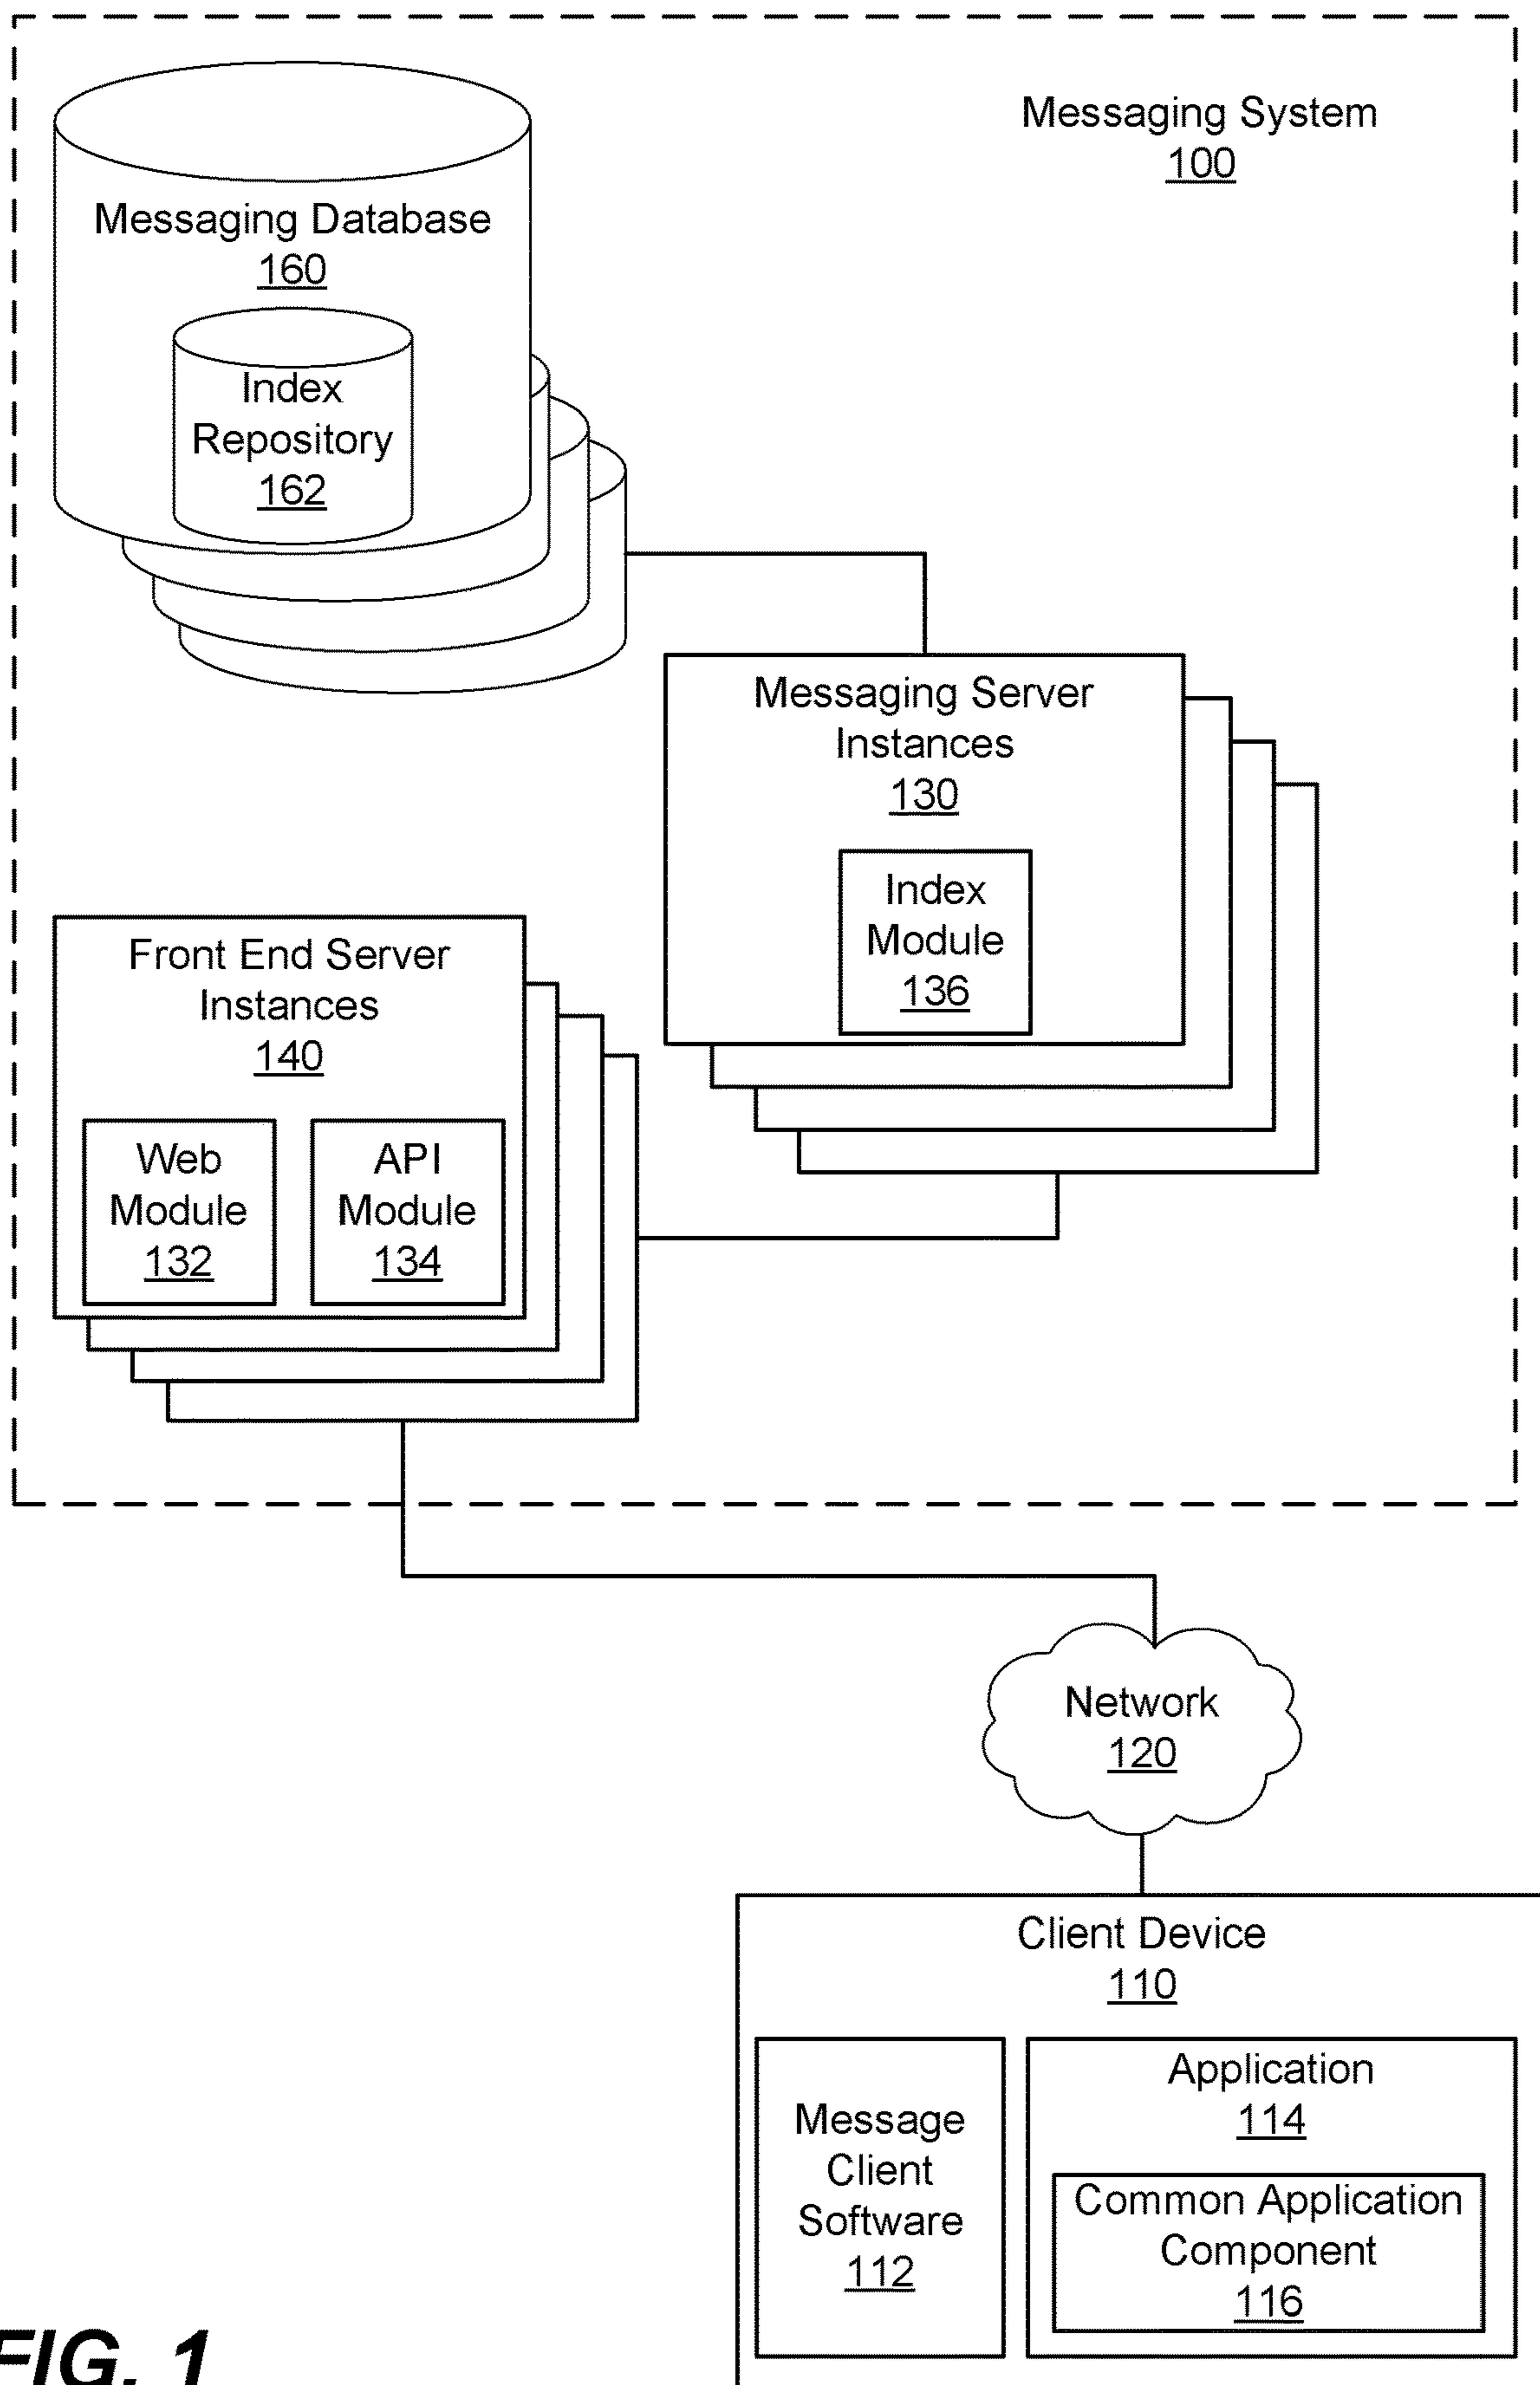 Messaging System
100
Messaging Database
160
Index
Repository
162
Messaging Server
Instances
130
Index
Module
136
Front End Server
Instances
140
Web
Module
132
API
Module
134
Network
120
Client Device
110
Message
Client
Software
112
Application
114
Common Application
Component
116
FIG. 1